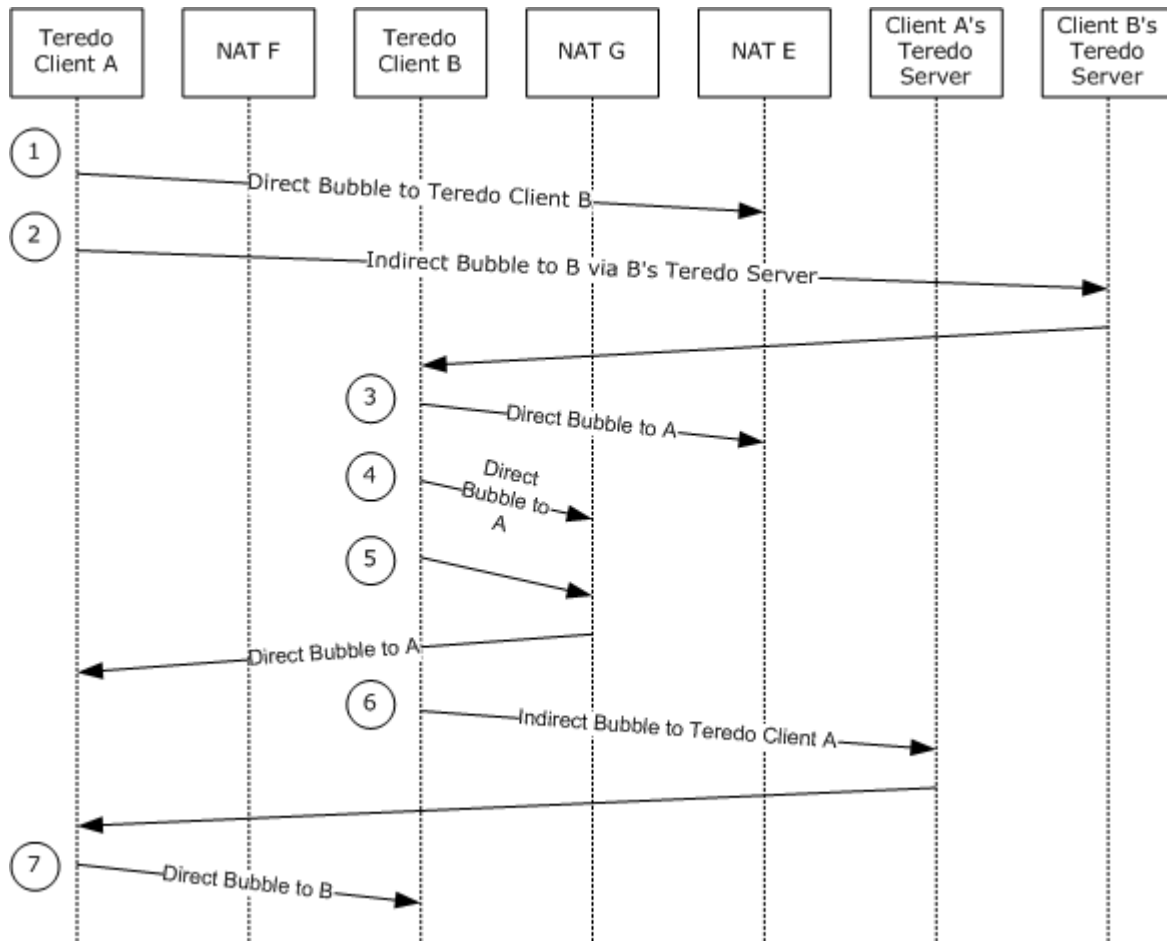 Teredo
Client A
NAT F
Teredo
Client B
NAT G
NAT E
Client A's
Teredo
Server
Client B's
Teredo
Server
1
Direct Bubble to Teredo Client B
2
Indirect Bubble to B via B's Teredo Server
3
Direct Bubble to A
4
Direct
Bubble to
A
5
Direct Bubble to A
6
Indirect Bubble to Teredo Client A
7
Direct Bubble to B